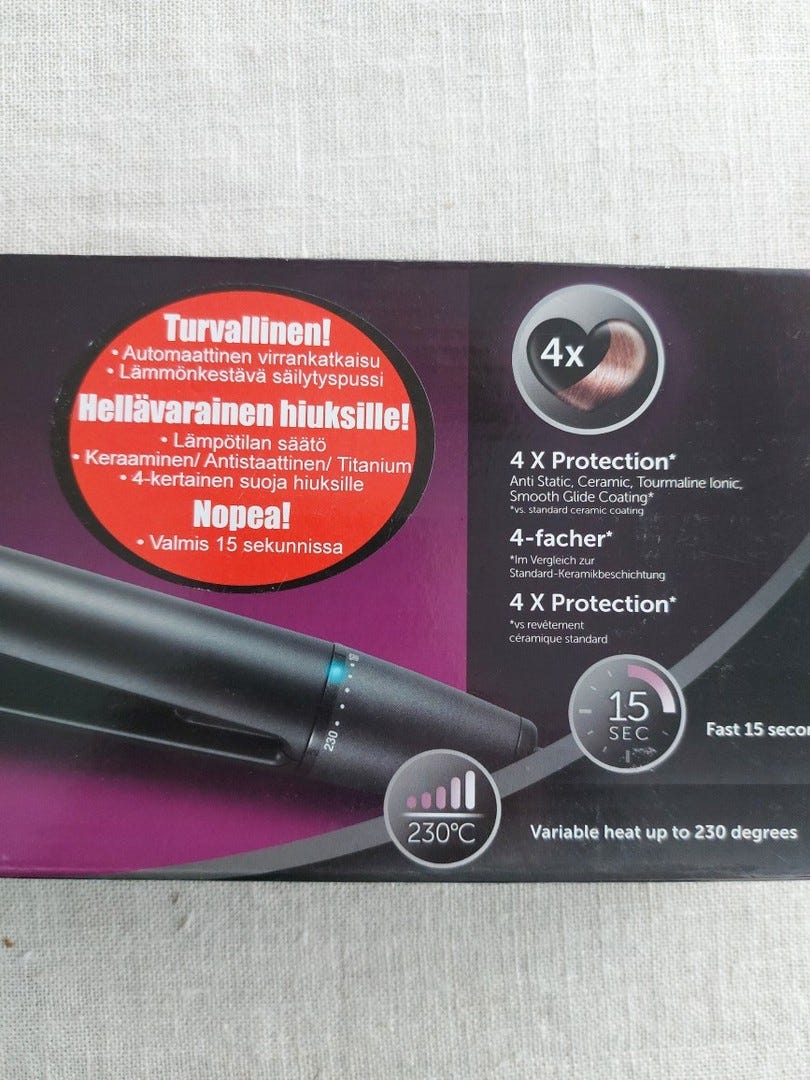 Turvallinen!
• Automaattinen virrankatkaisu
• Lämmönkestävä säilytyspussi
Hellävarainen hiuksille!
• Lämpötilan säätö
• Keraaminen/ Antistaattinen/ Titanium
• 4-kertainen suoja hiuksille
Nopea!
• Valmis 15 sekunnissa
4x
4 X Protection*
Anti Static, Ceramic, Tourmaline Ionic,
Smooth Glide Coating*
*vs. standard ceramic coating
4-facher*
*Im Vergleich zur
Standard-Keramikbeschichtung
4 X Protection*
*vs revêtement
céramique standard
230
15
SEC
Fast 15
230°C
Variable heat up to 230 degrees